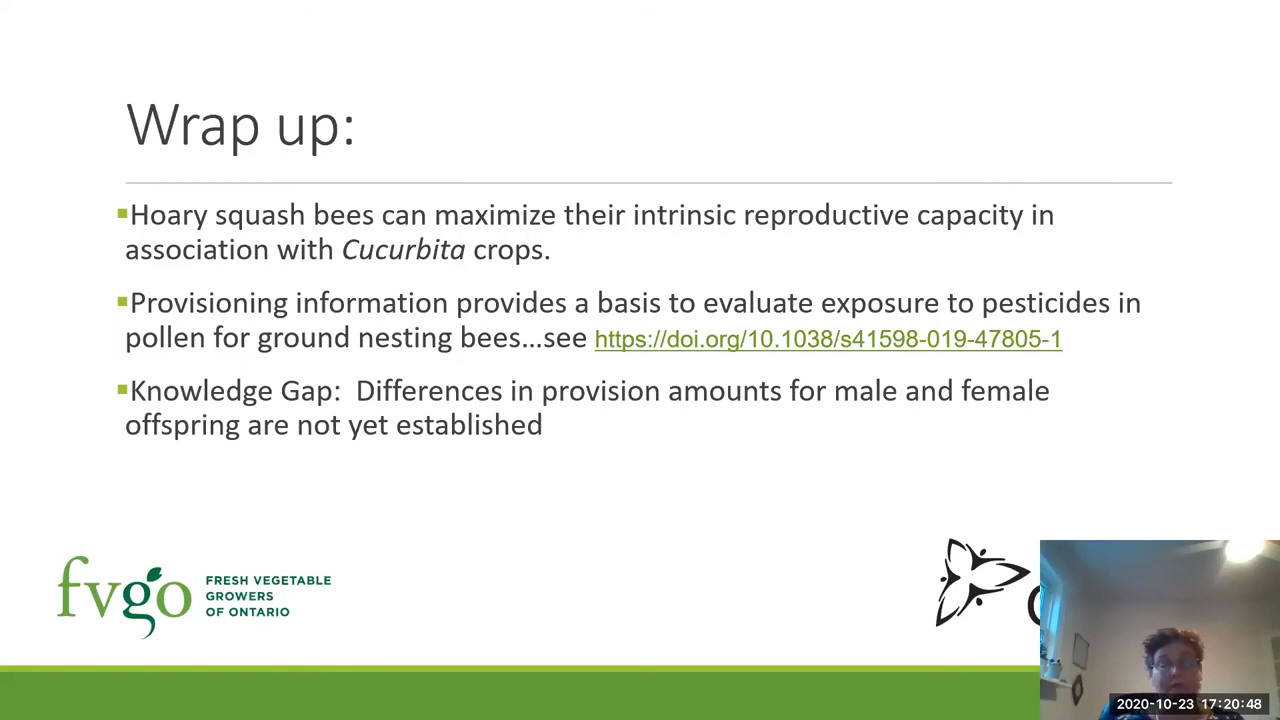 Wrap up:
Hoary squash bees can maximize their intrinsic reproductive capacity in
association with Cucurbita crops.
Provisioning information provides a basis to evaluate exposure to pesticides in
pollen for ground nesting bees...see https://doi.org/10.1038/s41598-019-47805-1
Knowledge Gap:  Differences in provision amounts for male and female
offspring are not yet established
fvgo
FRESH VEGETABLE
GROWERS
OF ONTARIO
2020-10-23 17:20:48